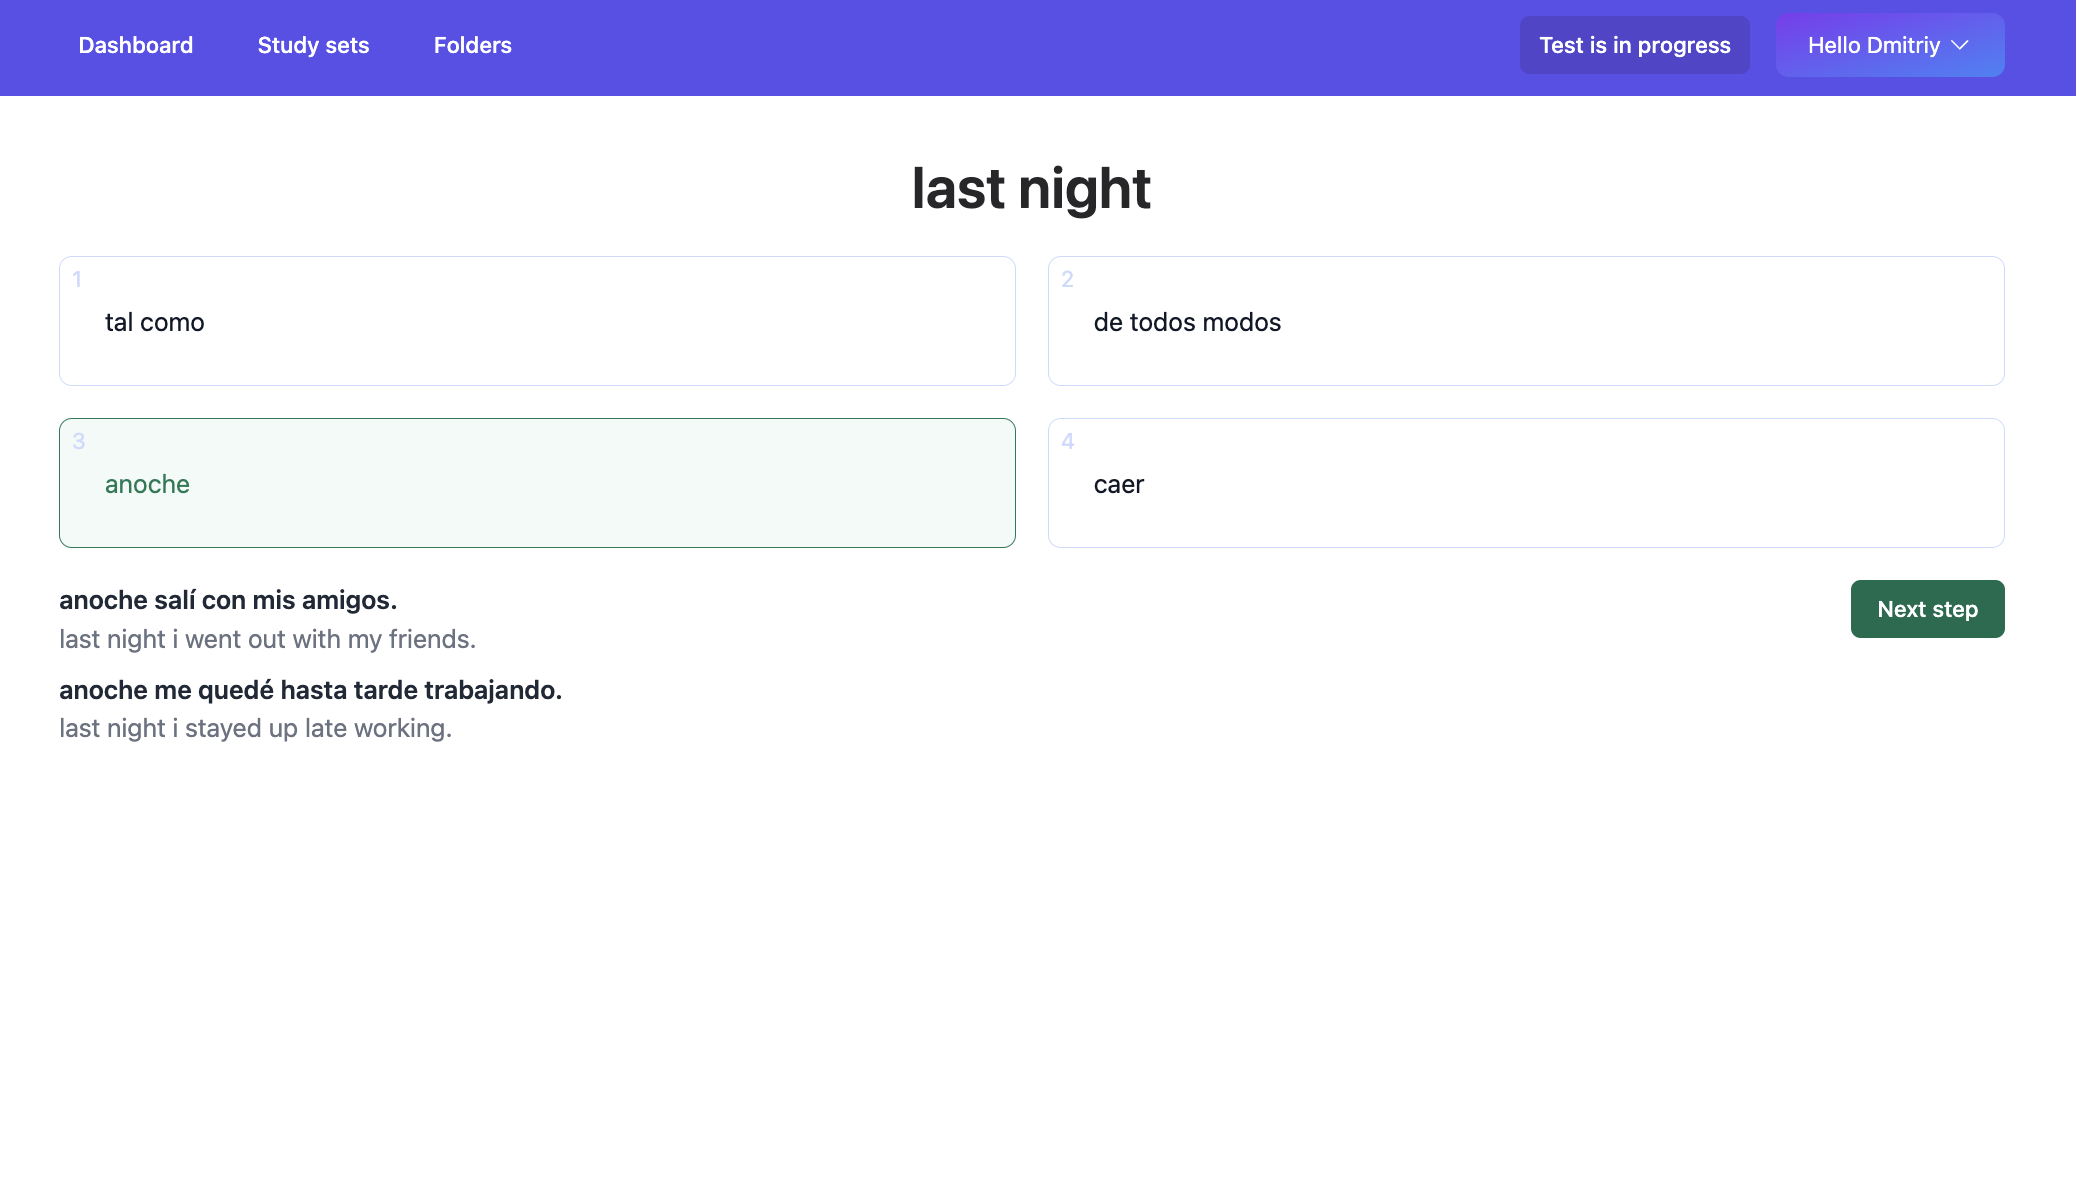 Dashboard Study sets Folders Test is in progress Hello Dmitriy
last night
1
tal como
2
de todos modos
3
anoche
4
caer
anoche salí con mis amigos.
last night i went out with my friends.
Next step
anoche me quedé hasta tarde trabajando.
last night i stayed up late working.